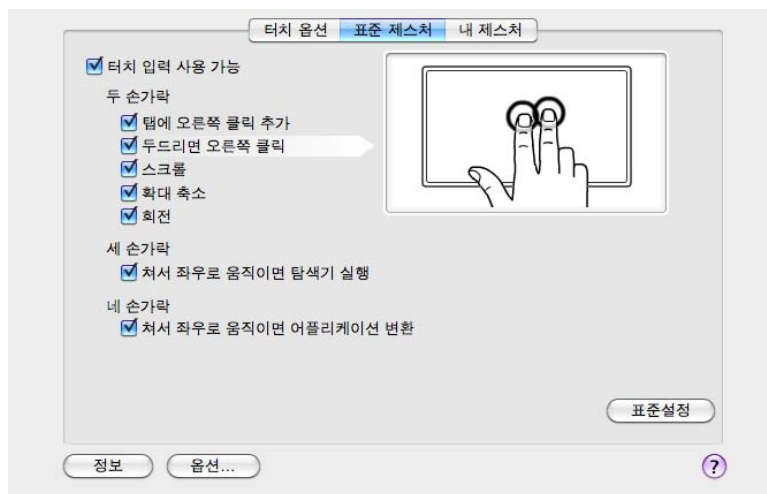 터치 옵션 표준 제스처 내 제스처
터치 입력 사용 가능
두 손가락
탭에 오른쪽 클릭 추가
두드리면 오른쪽 클릭
스크롤
확대 축소
회전
세 손가락
쳐서 좌우로 움직이면 탐색기 실행
네 손가락
쳐서 좌우로 움직이면 어플리케이션 변환
표준설정
정보 옵션... ?